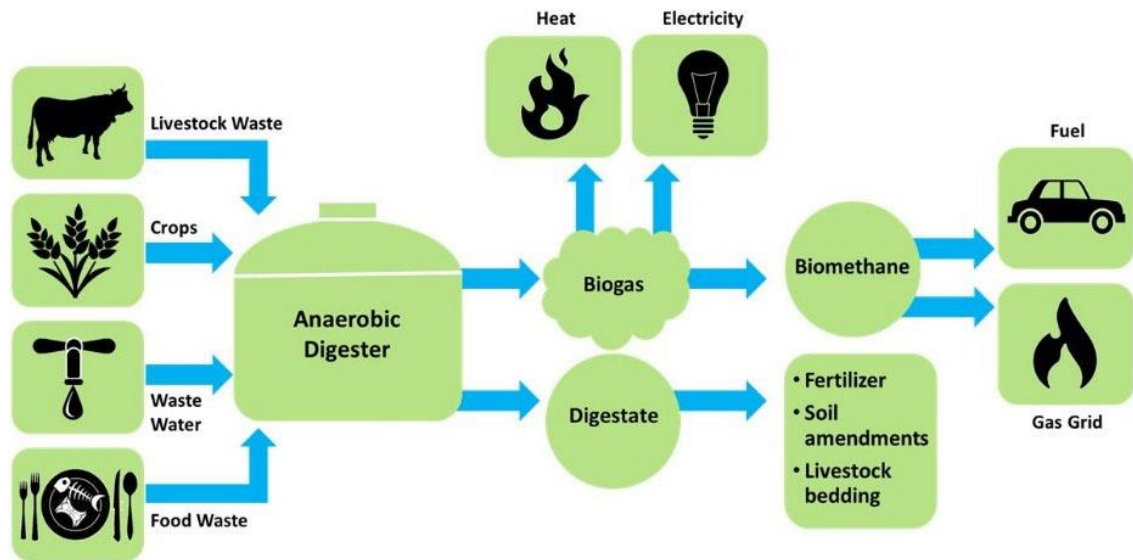 Heat
Electricity
Livestock Waste
Crops
Waste
Water
Food Waste
Anaerobic
Digester
Biogas
Digestate
Biomethane
• Fertilizer
• Soil
amendments
• Livestock
bedding
Fuel
Gas Grid